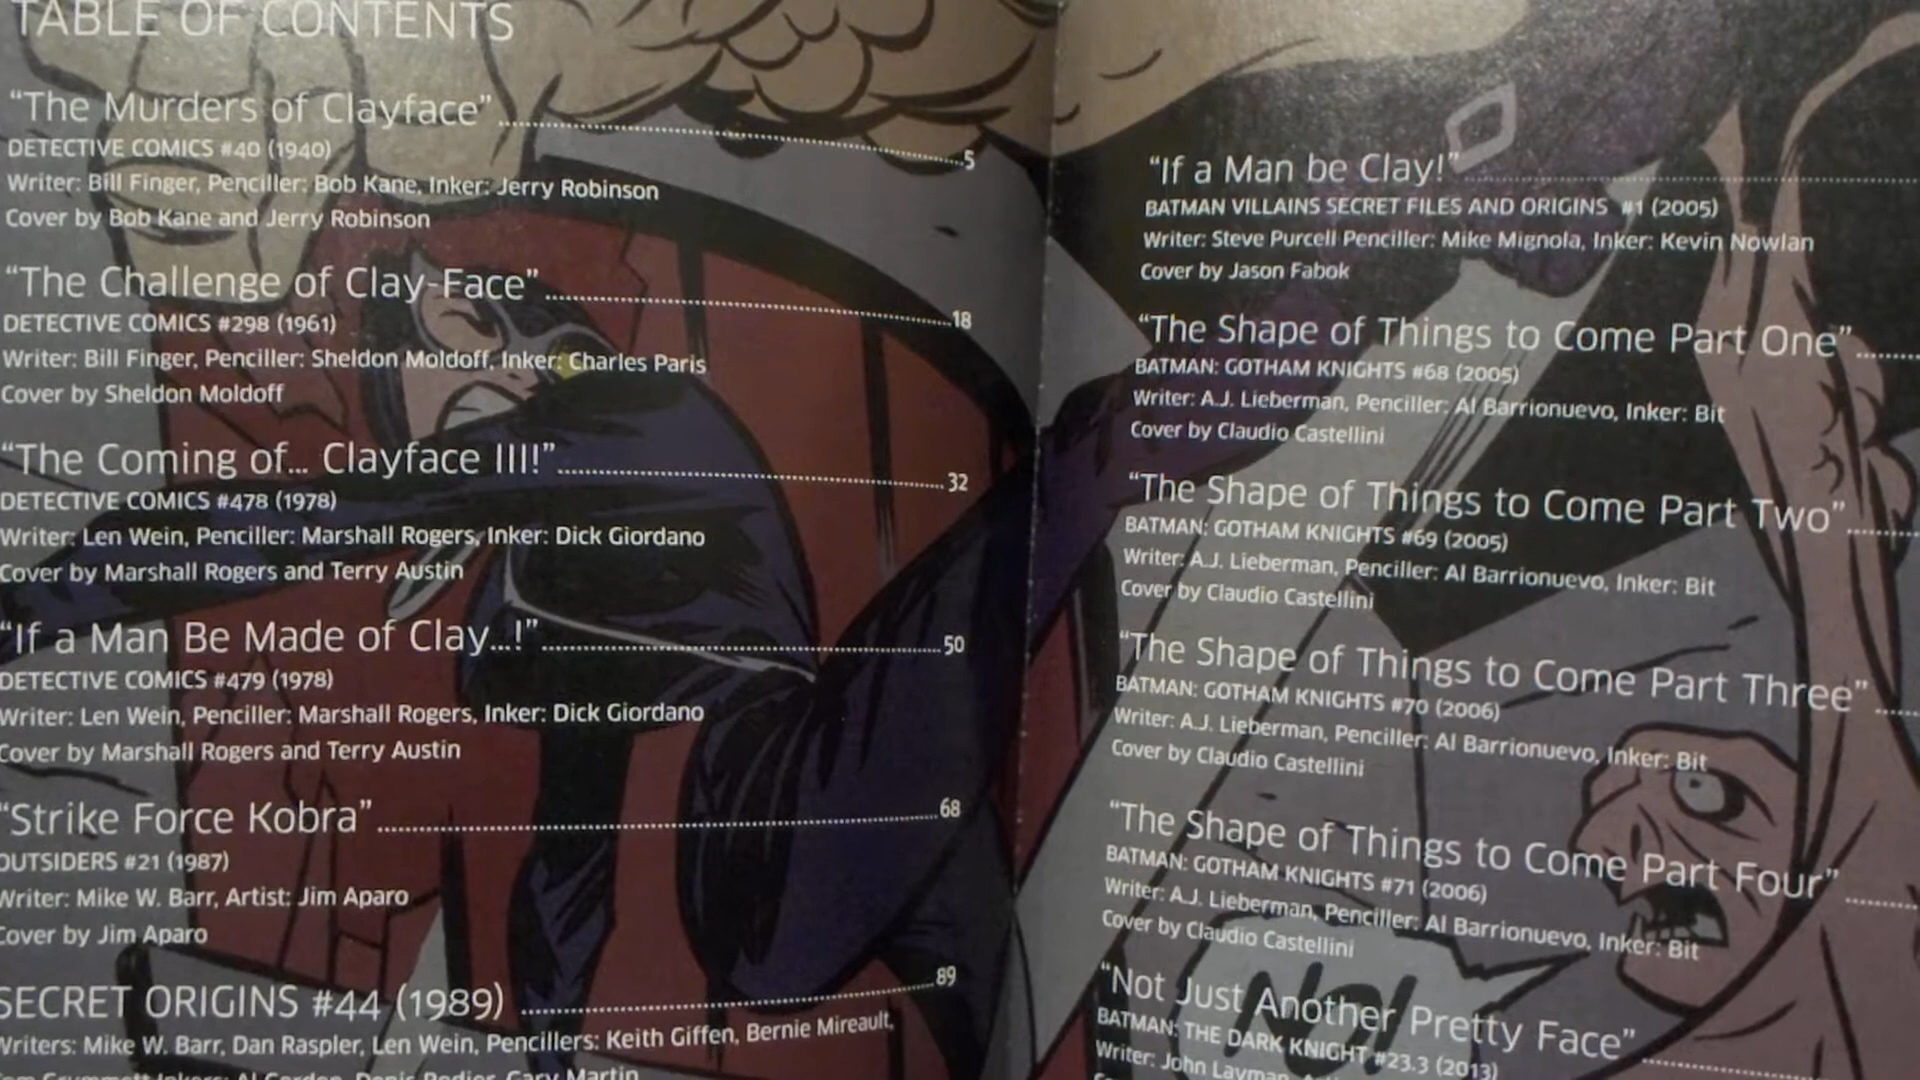 TABLE OF CONTENTS
“The Murders of Clayface”..........5
DETECTIVE COMICS #40 (1940)
Writer: Bill Finger, Penciller: Bob Kane, Inker: Jerry Robinson
Cover by Bob Kane and Jerry Robinson
“The Challenge of Clay-Face”..........18
DETECTIVE COMICS #298 (1961)
Writer: Bill Finger, Penciller: Sheldon Moldoff, Inker: Charles Paris
Cover by Sheldon Moldoff
“The Coming of... Clayface III!”..........32
DETECTIVE COMICS #478 (1978)
Writer: Len Wein, Penciller: Marshall Rogers, Inker: Dick Giordano
Cover by Marshall Rogers and Terry Austin
“If a Man Be Made of Clay...!”..........50
DETECTIVE COMICS #479 (1978)
Writer: Len Wein, Penciller: Marshall Rogers, Inker: Dick Giordano
Cover by Marshall Rogers and Terry Austin
“Strike Force Kobra”..........68
OUTSIDERS #21 (1987)
Writer: Mike W. Barr, Artist: Jim Aparo
Cover by Jim Aparo
SECRET ORIGINS #44 (1989)..........89
Writers: Mike W. Barr, Dan Raspler, Len Wein, Pencillers: Keith Giffen, Bernie Mireault,
Gary Martin
“If a Man be Clay!”
BATMAN VILLAINS SECRET FILES AND ORIGINS #1 (2005)
Writer: Steve Purcell Penciller: Mike Mignola, Inker: Kevin Nowlan
Cover by Jason Fabok
“The Shape of Things to Come Part One”
BATMAN: GOTHAM KNIGHTS #68 (2005)
Writer: A.J. Lieberman, Penciller: Al Barrionuevo, Inker: Bit
Cover by Claudio Castellini
“The Shape of Things to Come Part Two”
BATMAN: GOTHAM KNIGHTS #69 (2005)
Writer: A.J. Lieberman, Penciller: Al Barrionuevo, Inker: Bit
Cover by Claudio Castellini
“The Shape of Things to Come Part Three”
BATMAN: GOTHAM KNIGHTS #70 (2006)
Writer: A.J. Lieberman, Penciller: Al Barrionuevo, Inker: Bit
Cover by Claudio Castellini
“The Shape of Things to Come Part Four”
BATMAN: GOTHAM KNIGHTS #71 (2006)
Writer: A.J. Lieberman, Penciller: Al Barrionuevo, Inker: Bit
Cover by Claudio Castellini
“Not Just Another Pretty Face”
BATMAN: THE DARK KNIGHT #23.3 (2013)
Writer: John Layman,
NO!